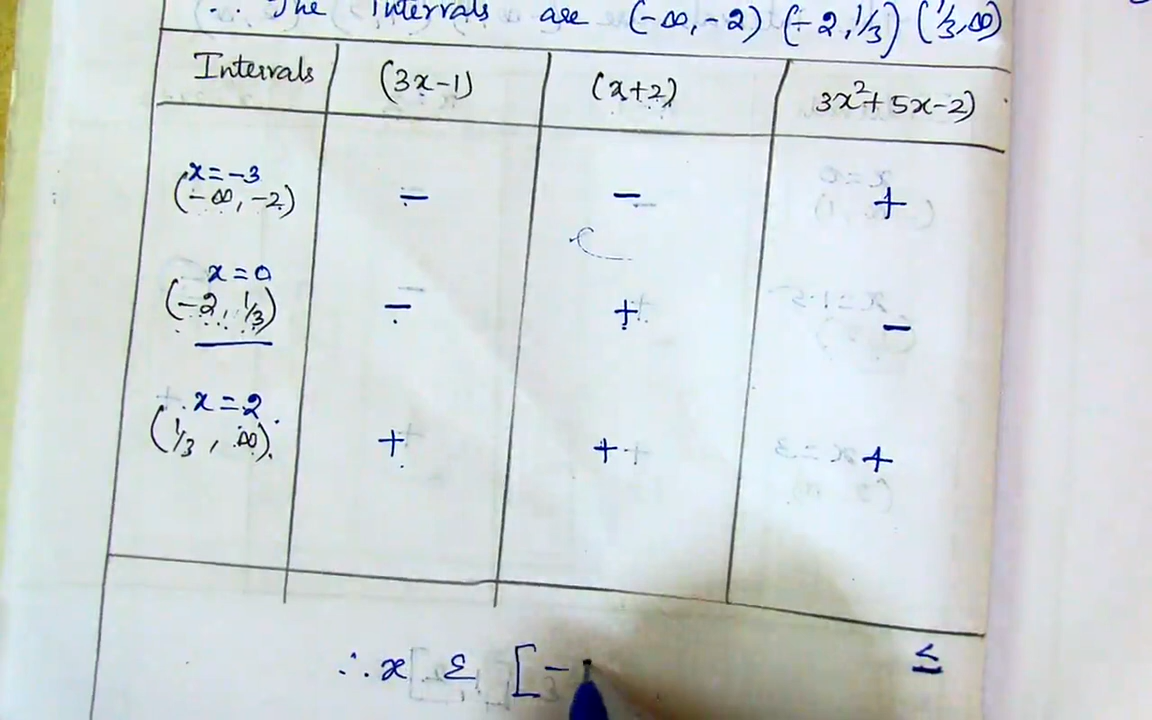 ∴ The Intervals are (-∞, -2) (-2, 1/3) (1/3, ∞)
Intervals (3x-1) (x+2) 3x²+5x-2)
x=-3
(-∞, -2) - - +
x=0
(-2, 1/3) - + -
x=2
(1/3, ∞) + + +
≤
∴ x Σ [-